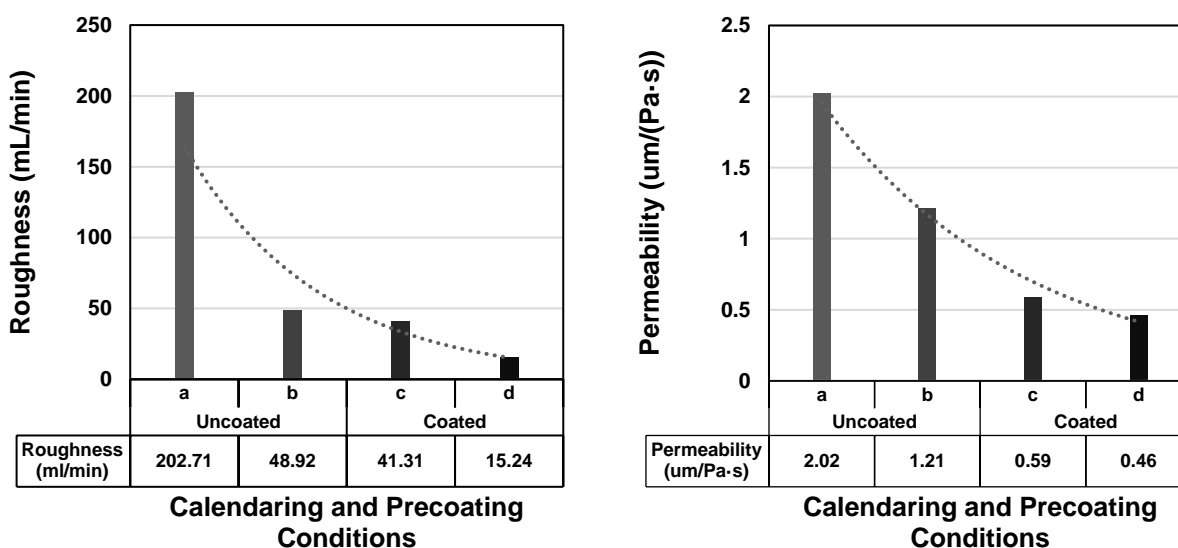 Roughness (mL/min)
250
200
150
100
50
0
a b c d
Uncoated Coated
Roughness
(ml/min) 202.71 48.92 41.31 15.24
Calendaring and Precoating
Conditions
Permeability (um/(Pa·s))
2.5
2
1.5
1
0.5
0
a b c d
Uncoated Coated
Permeability
(um/Pa·s) 2.02 1.21 0.59 0.46
Calendaring and Precoating
Conditions